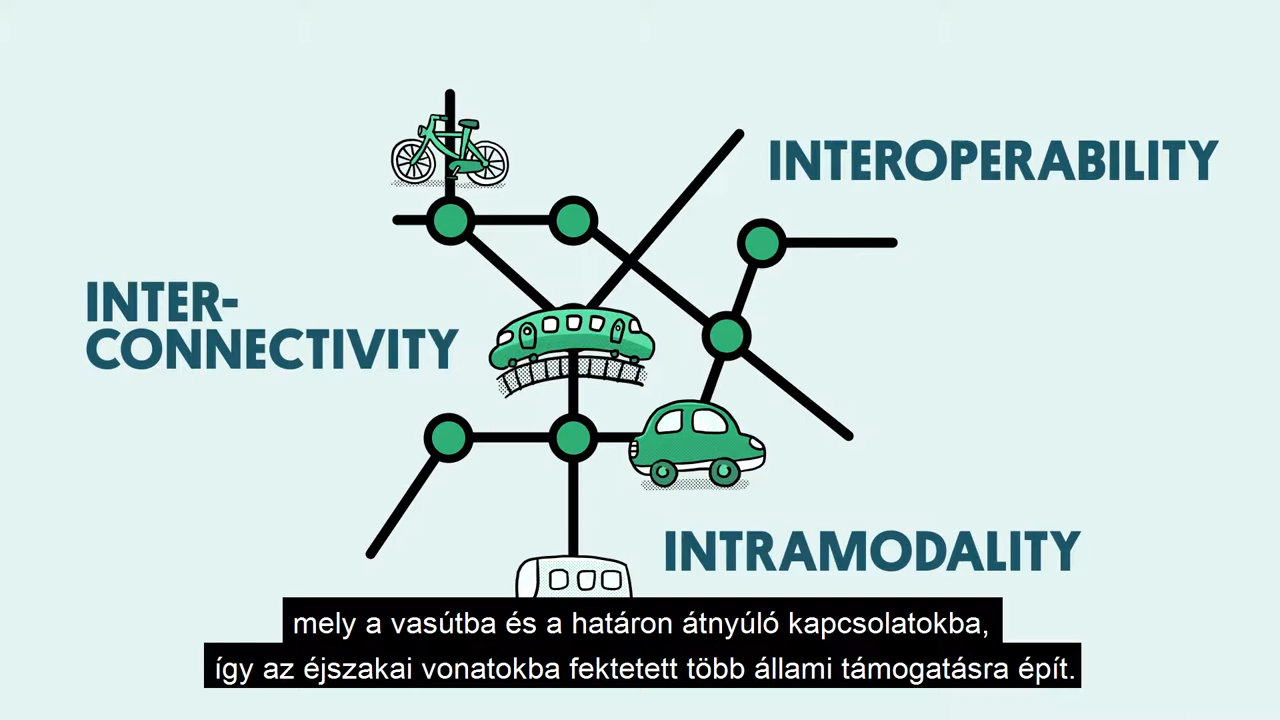 INTEROPERABILITY
INTER-
CONNECTIVITY
INTRAMODALITY
mely a vasútba és a határon átnyúló kapcsolatokba,
így az éjszakai vonatokba fektetett több állami támogatásra épít.